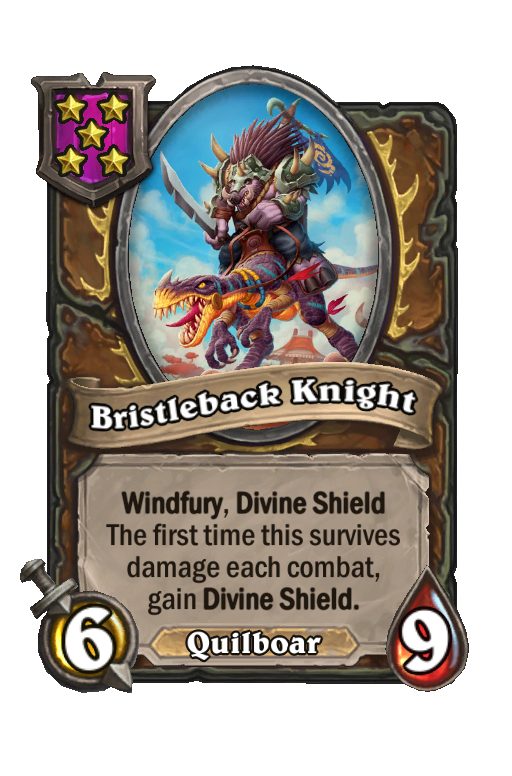 Bristleback Knight
Windfury, Divine Shield
The first time this survives
damage each combat,
gain Divine Shield.
6
Quilboar
9